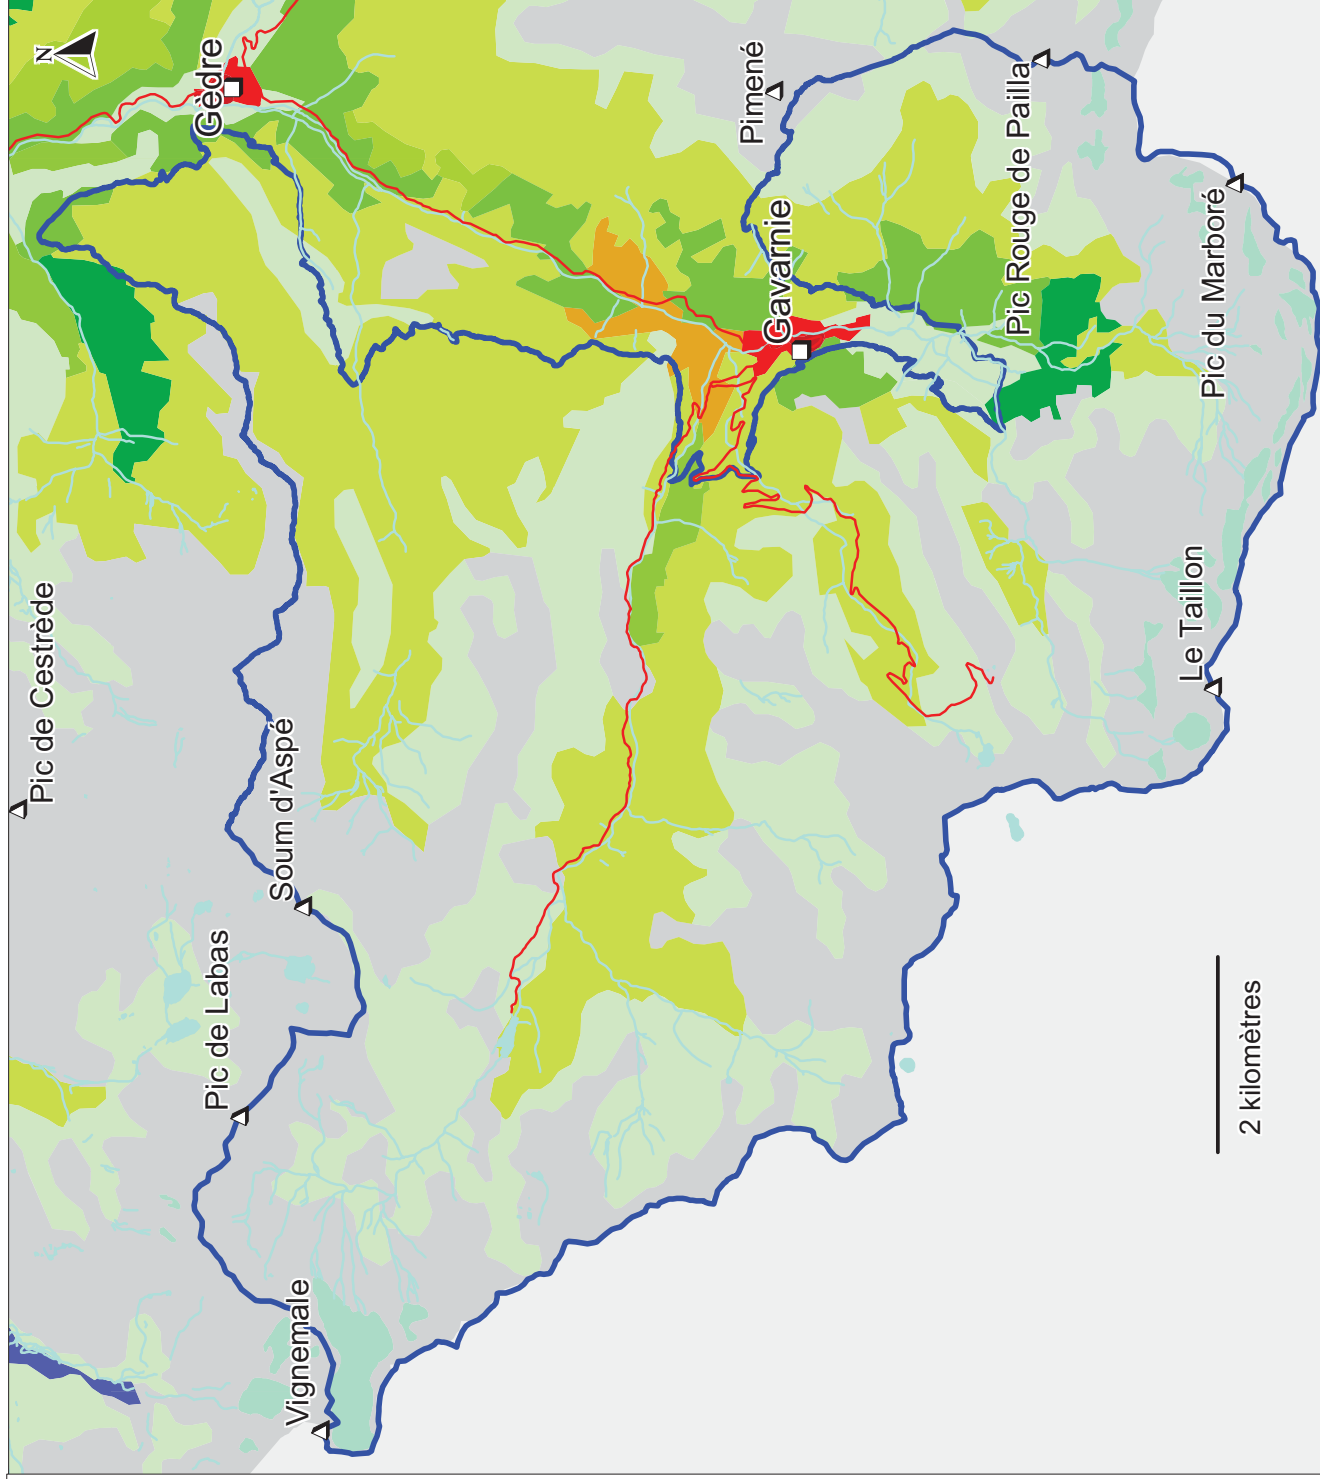 Vignemale
Pic de Labas
Soum d'Aspé
Pic de Cestrède
Gèdre
N
Pimené
Gavarnie
Pic Rouge de Pailla
Pic du Marboré
Le Taillon
2 kilomètres